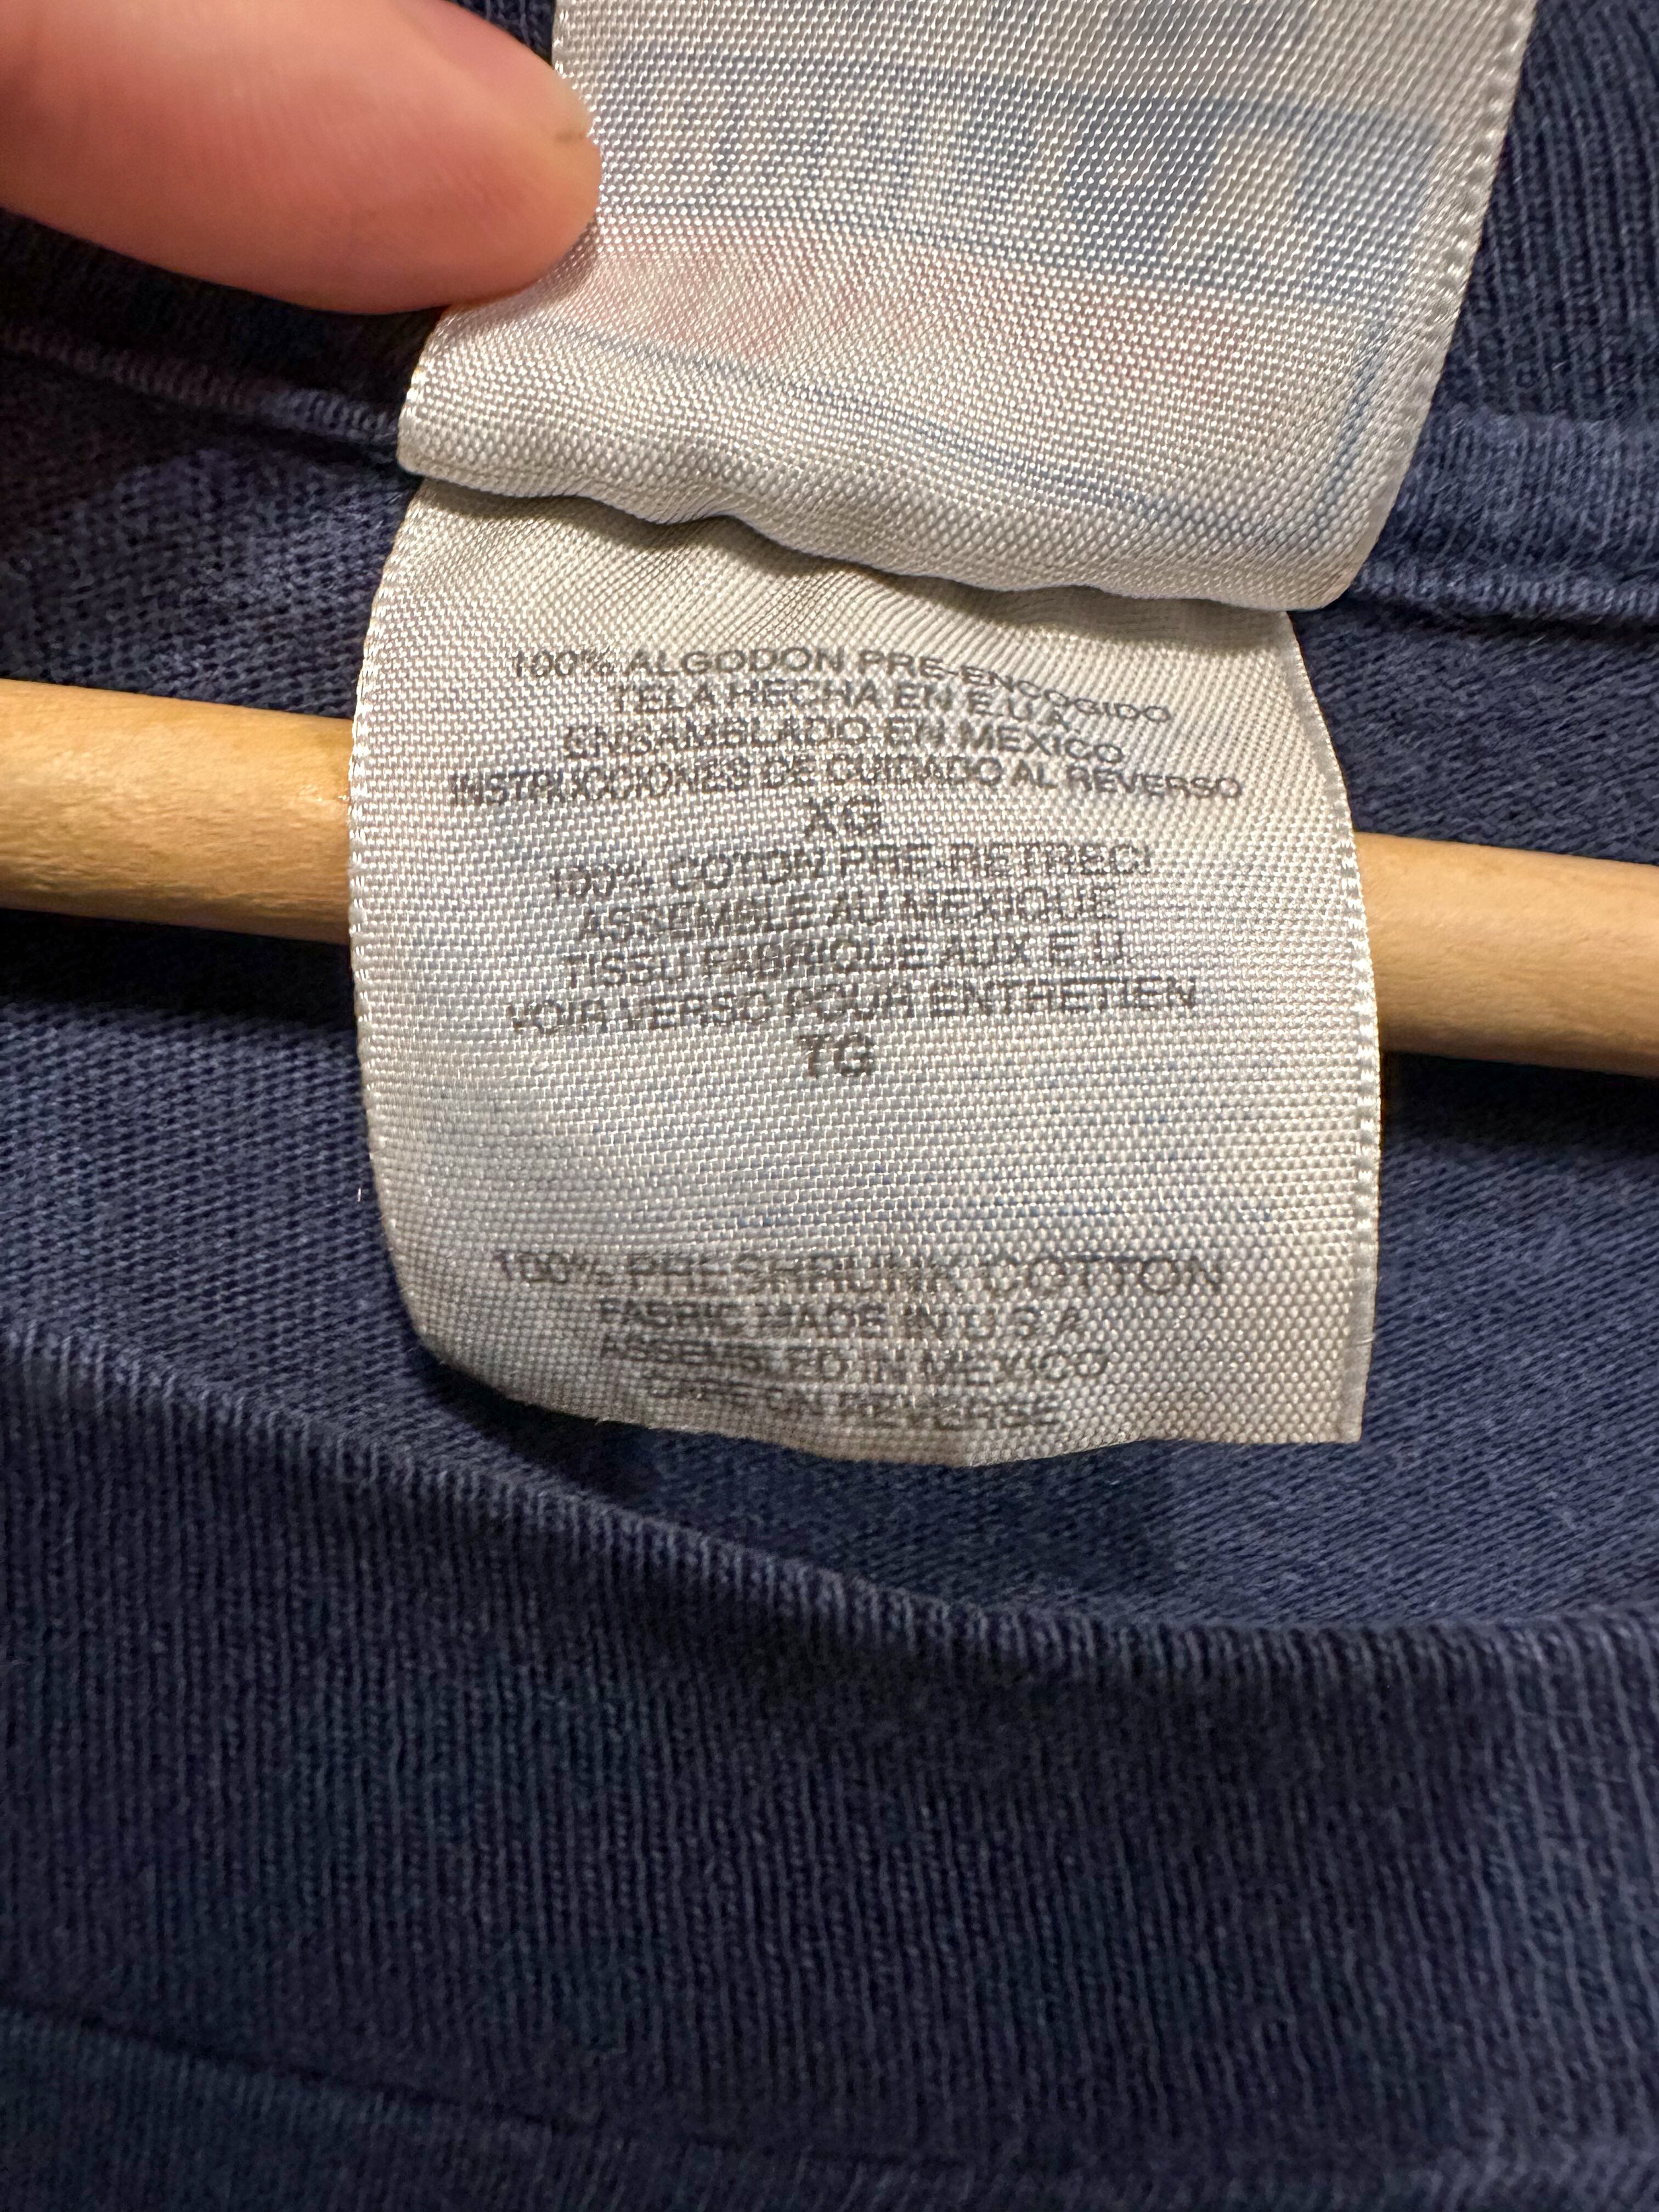 100% ALGODON PRE-ENCOGIDO
TELA HECHA EN E.U.A.
ENSAMBLADO EN MEXICO
INSTRUCCIONES DE CUIDADO AL REVERSO
XG
100% COTON PRE-RETRECI
ASSEMBLE AU MEXIQUE
TISSU FABRIQUE AUX E.U.
VOIR VERSO POUR ENTRETIEN
TG
100% PRE-SHRUNK COTTON
FABRIC MADE IN U.S.A.
ASSEMBLED IN MEXICO
REVERSE